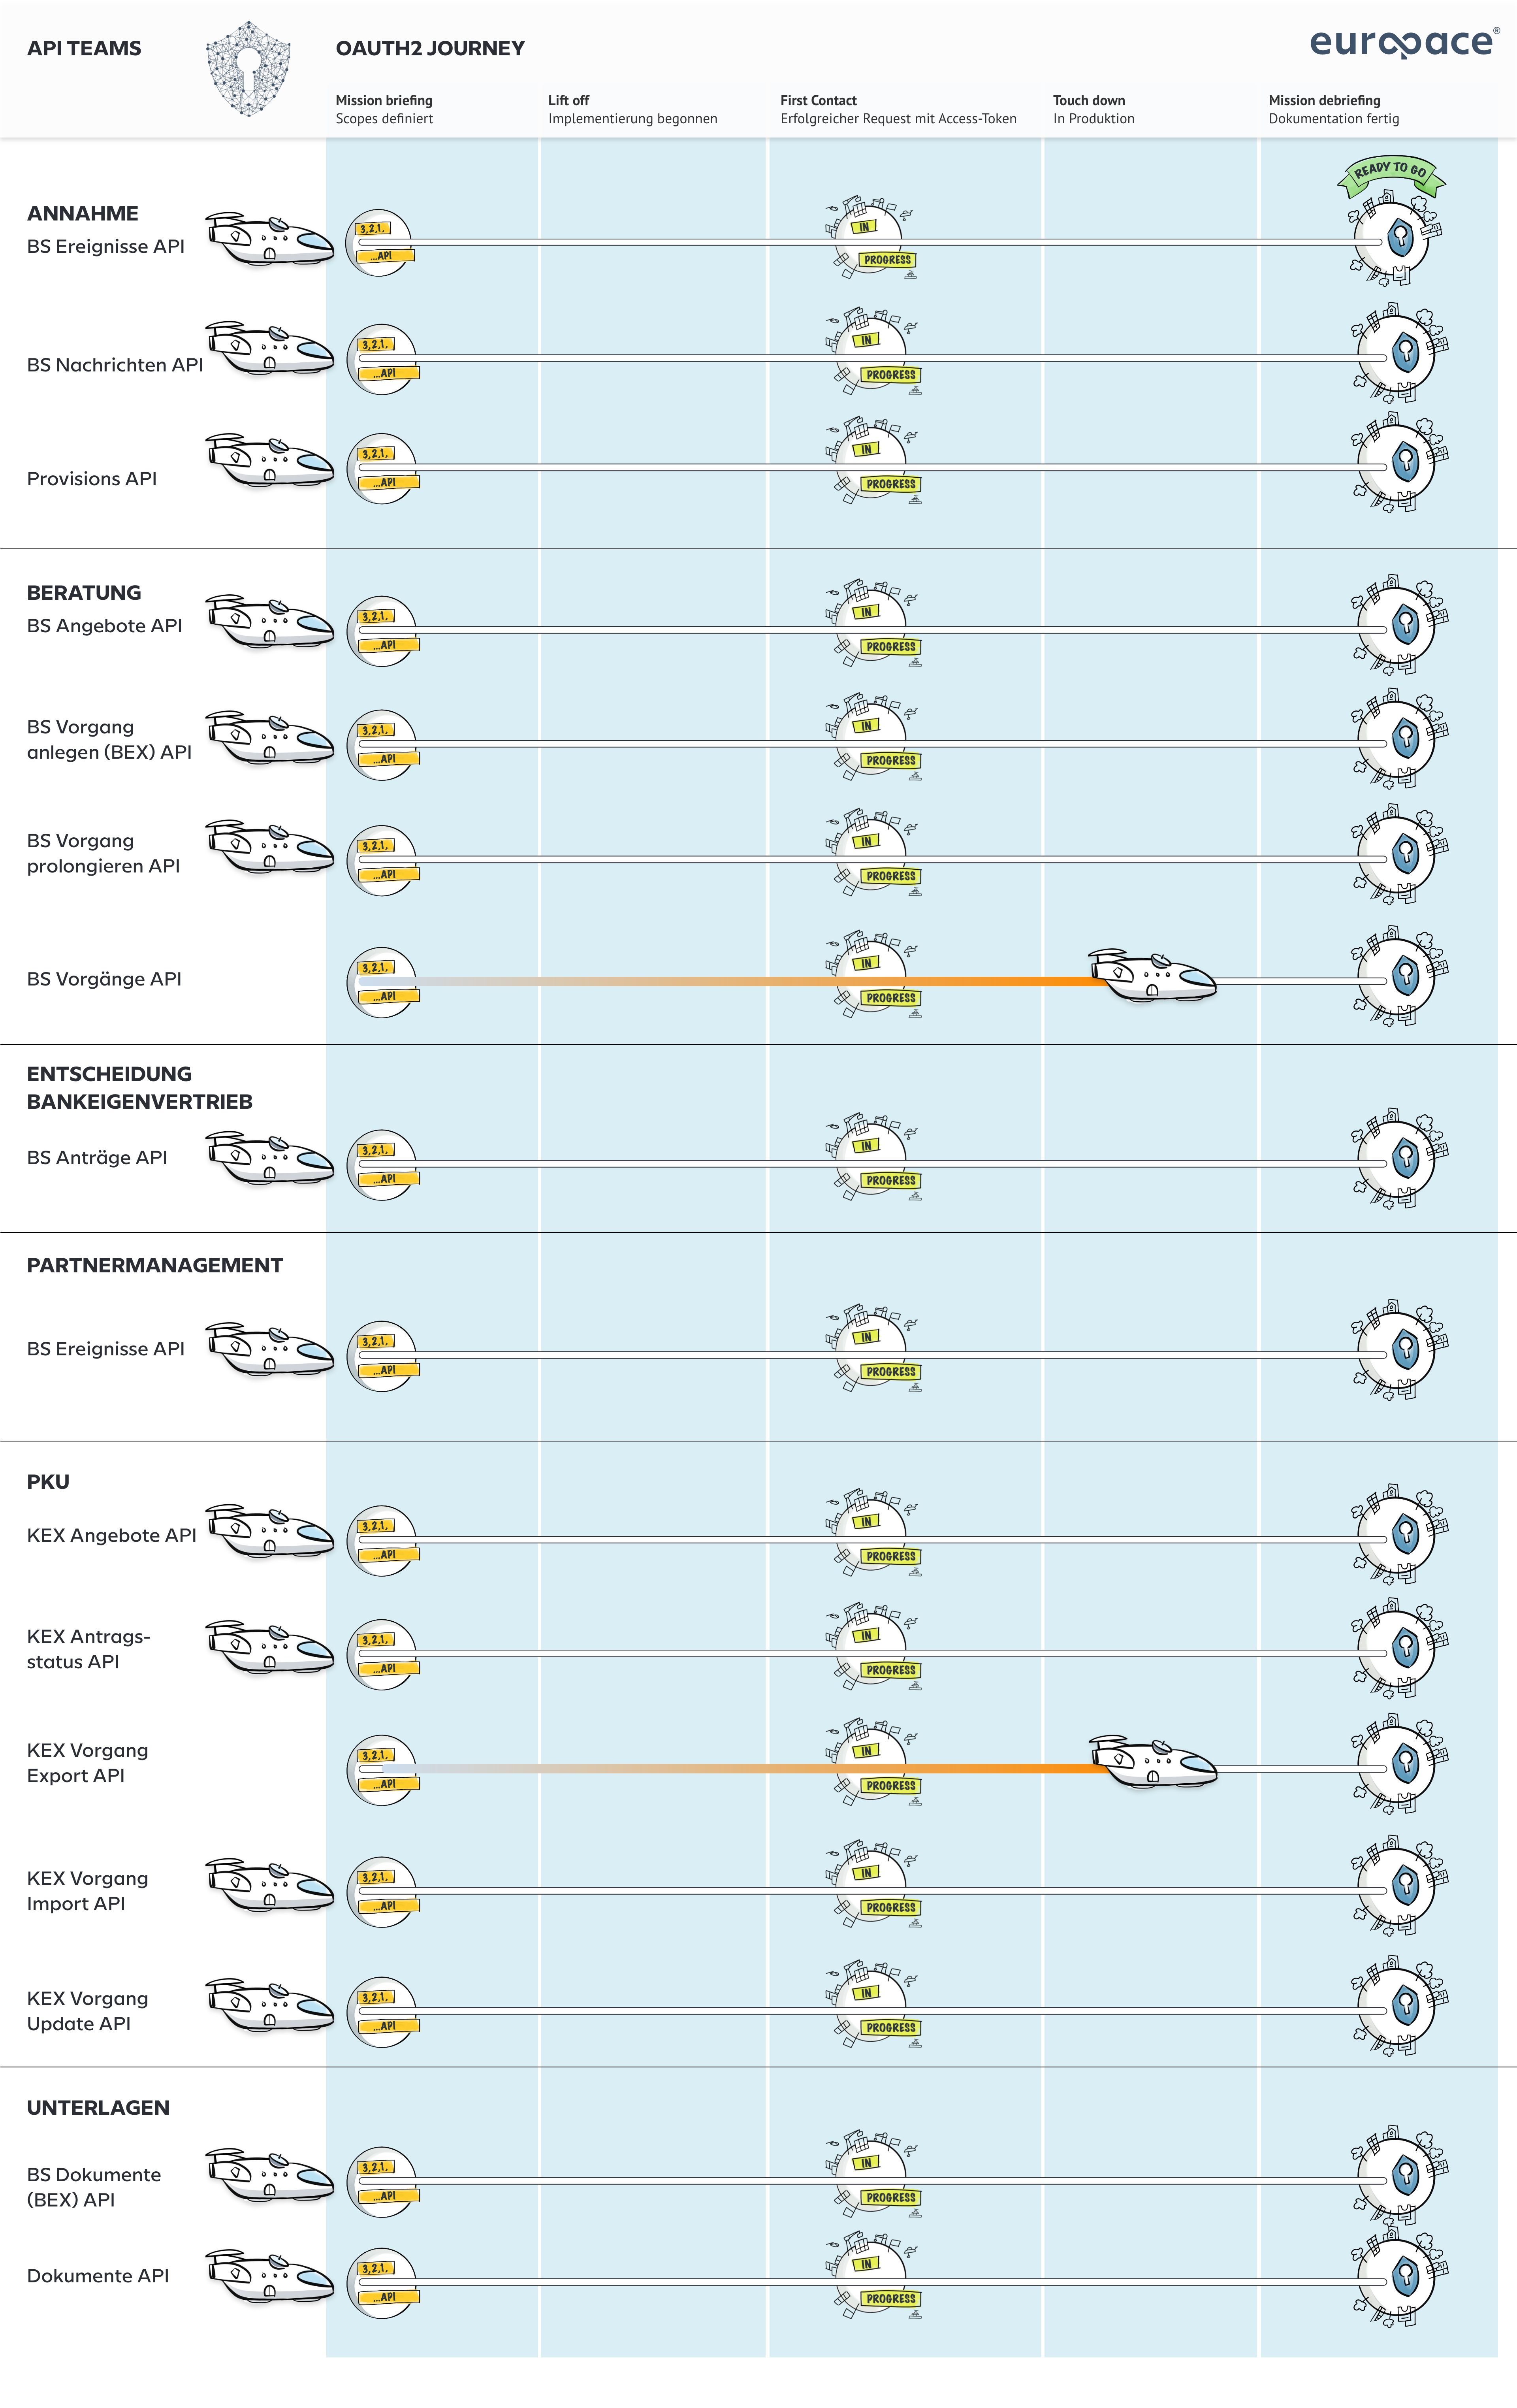 API TEAMS
OAUTH2 JOURNEY
europace®
Mission briefing
Scopes definiert
Lift off
Implementierung begonnen
First Contact
Erfolgreicher Request mit Access-Token
Touch down
In Produktion
Mission debriefing
Dokumentation fertig
READY TO GO
ANNAHME
BS Ereignisse API
3,2,1,
...API
IN
PROGRESS
BS Nachrichten API
3,2,1,
...API
IN
PROGRESS
Provisions API
3,2,1,
...API
IN
PROGRESS
BERATUNG
BS Angebote API
3,2,1,
...API
IN
PROGRESS
BS Vorgang
anlegen (BEX) API
3,2,1,
...API
IN
PROGRESS
BS Vorgang
prolongieren API
3,2,1,
...API
IN
PROGRESS
BS Vorgänge API
3,2,1,
...API
IN
PROGRESS
ENTSCHEIDUNG
BANKEIGENVERTRIEB
BS Anträge API
3,2,1,
...API
IN
PROGRESS
PARTNERMANAGEMENT
BS Ereignisse API
3,2,1,
...API
IN
PROGRESS
PKU
KEX Angebote API
3,2,1,
...API
IN
PROGRESS
KEX Antrags-
status API
3,2,1,
...API
IN
PROGRESS
KEX Vorgang
Export API
3,2,1,
...API
IN
PROGRESS
KEX Vorgang
Import API
3,2,1,
...API
IN
PROGRESS
KEX Vorgang
Update API
3,2,1,
...API
IN
PROGRESS
UNTERLAGEN
BS Dokumente
(BEX) API
3,2,1,
...API
IN
PROGRESS
Dokumente API
3,2,1,
...API
IN
PROGRESS